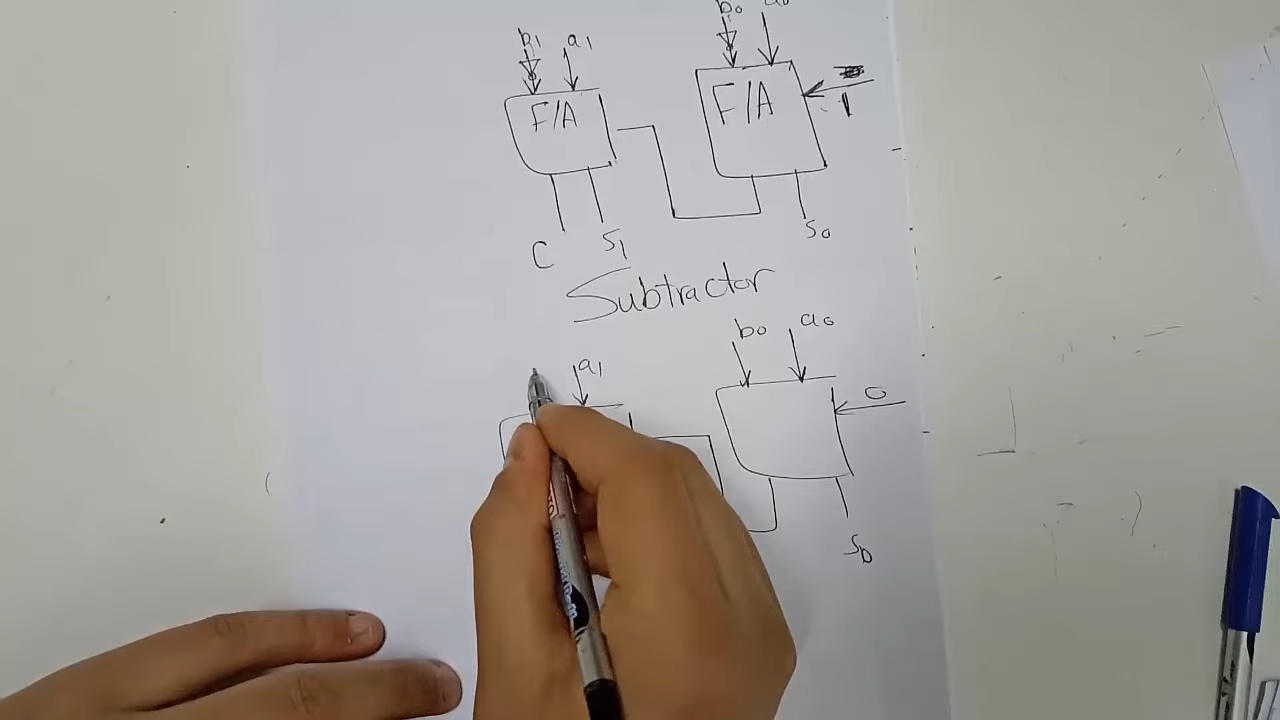 b₀ a₀
b₁ a₁
F/A F/A
1
C S₁ S₀
Subtractor
b₀ a₀
a₁
0
S₀